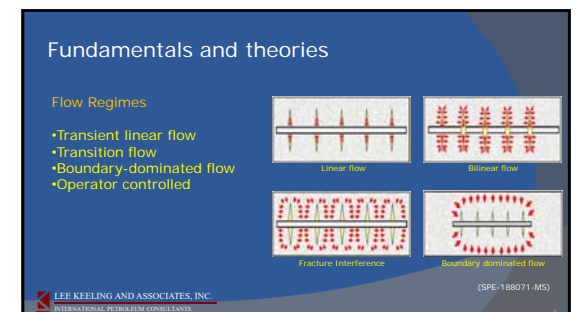 Fundamentals and theories
Flow Regimes
•Transient linear flow
•Transition flow
•Boundary-dominated flow
•Operator controlled
Linear flow
Bilinear flow
Fracture Interference
Boundary dominated flow
(SPE-188071-MS)
LEE KEELING AND ASSOCIATES, INC.
INTERNATIONAL PETROLEUM CONSULTANTS